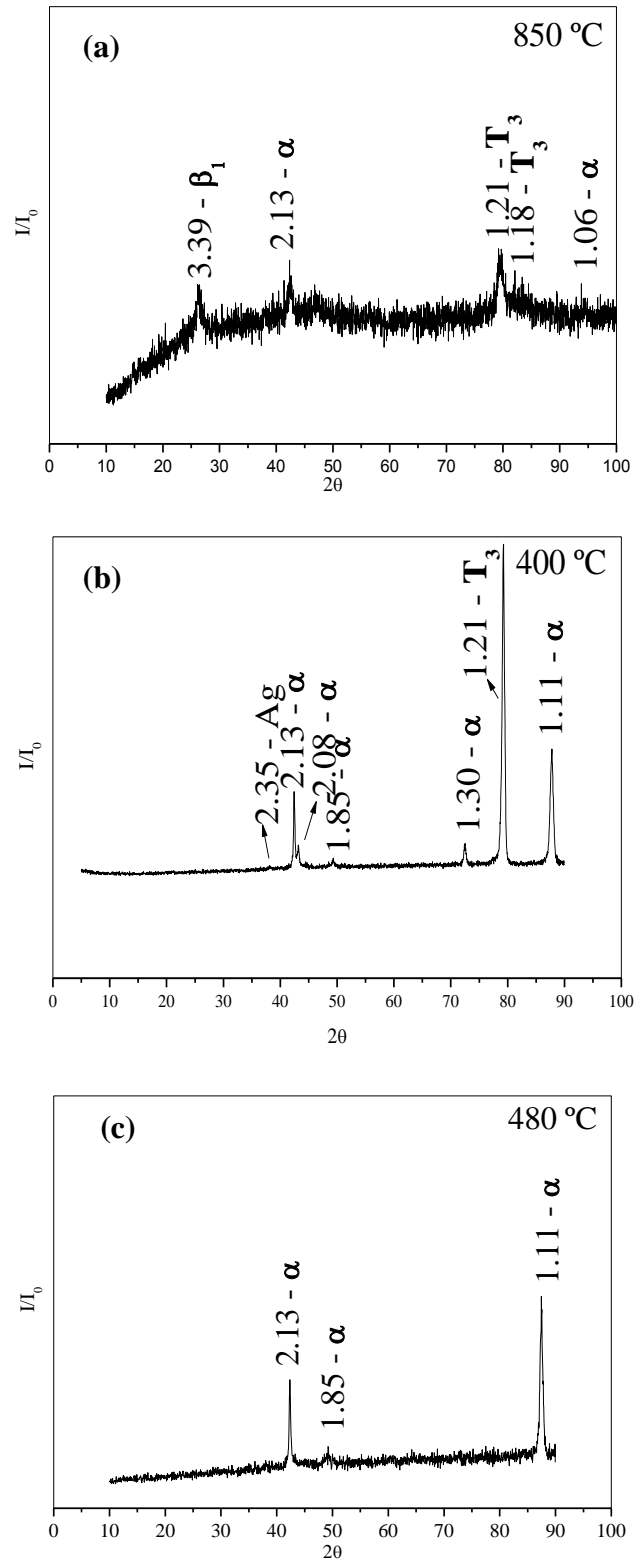 (a)
850 ºC
3.39 - β₁
2.13 - α
1.21 - T₃
1.18 - T₃
1.06 - α
I/I₀
0 10 20 30 40 50 60 70 80 90 100
2θ
(b)
400 ºC
2.35 - Ag
2.13 - α
2.08 - α
1.85 - α
1.30 - α
1.21 - T₃
1.11 - α
I/I₀
0 10 20 30 40 50 60 70 80 90 100
2θ
(c)
480 ºC
2.13 - α
1.85 - α
1.11 - α
I/I₀
0 10 20 30 40 50 60 70 80 90 100
2θ